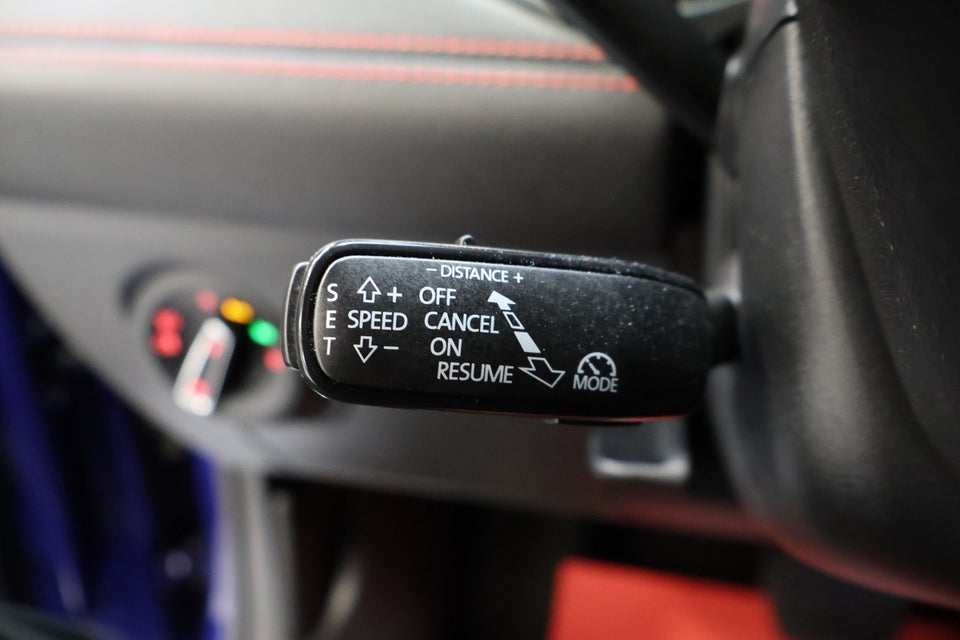 - DISTANCE +
S + OFF
E SPEED CANCEL
T - ON
RESUME
MODE